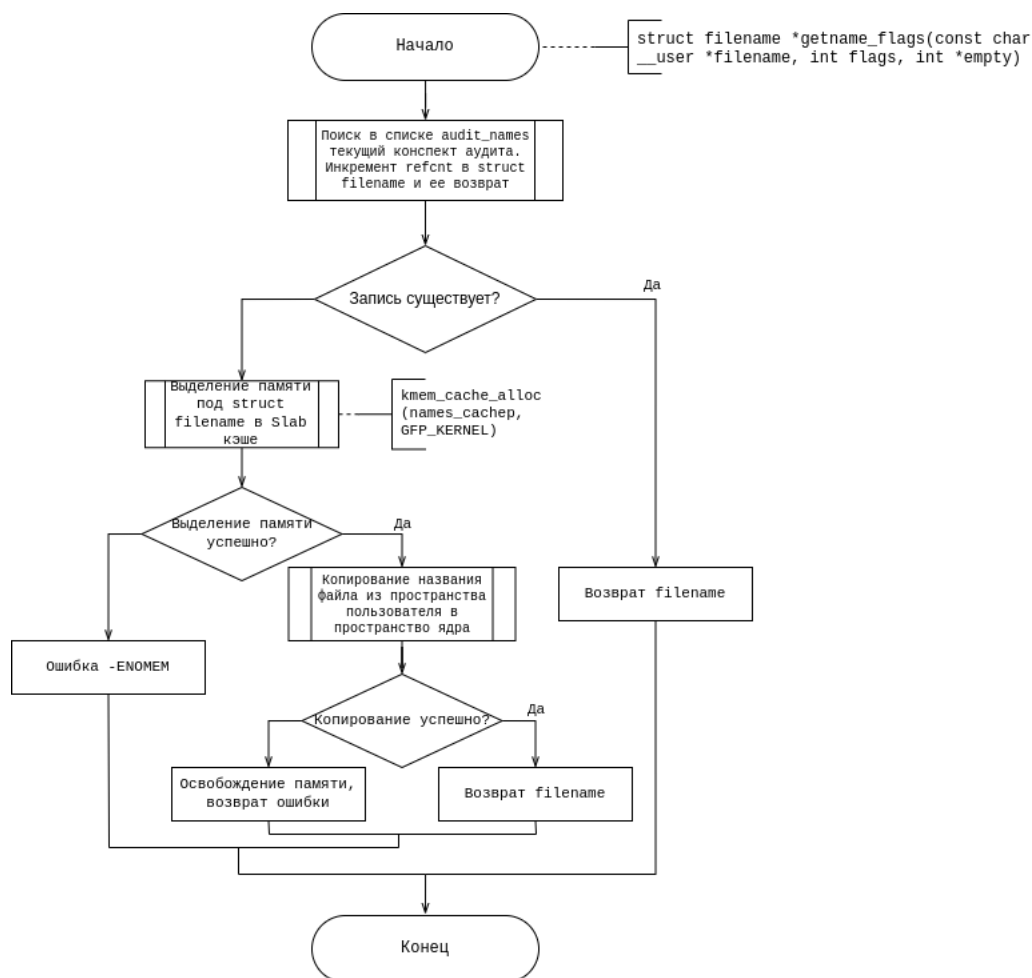 Начало
struct filename *getname_flags(const char
__user *filename, int flags, int *empty)
Поиск в списке audit_names
текущий конспект аудита.
Инкремент refcnt в struct
filename и ее возврат
Запись существует?
Да
Выделение памяти
под struct
filename в Slab
кэше
kmem_cache_alloc
(names_cachep,
GFP_KERNEL)
Выделение памяти
успешно?
Да
Копирование названия
файла из пространства
пользователя в
пространство ядра
Возврат filename
Ошибка -ENOMEM
Копирование успешно?
Да
Освобождение памяти,
возврат ошибки
Возврат filename
Конец